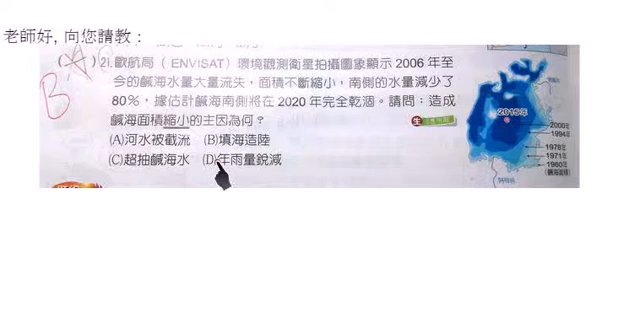 老師好, 向您請教：
B
( A ) 21.歐航局（ENVISAT）環境觀測衛星拍攝圖象顯示 2006 年至
今的鹹海水量大量流失，面積不斷縮小，南側的水量減少了
80%，據估計鹹海南側將在 2020 年完全乾涸。請問：造成
鹹海面積縮小的主因為何？
(A)河水被截流 (B)填海造陸
(C)超抽鹹海水 (D)年雨量銳減
2015年
2006年
1994年
1976年
1971年
1960年